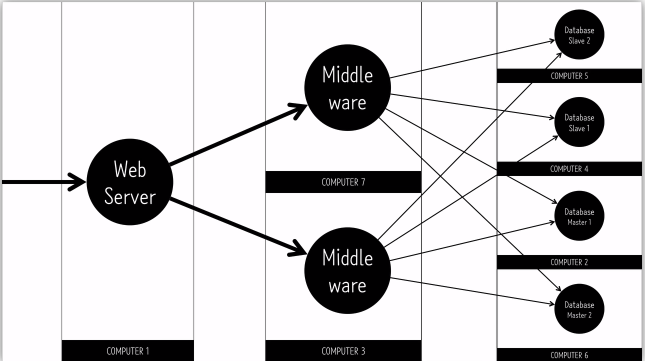 Web
Server
COMPUTER 1
Middle
ware
COMPUTER 7
Middle
ware
COMPUTER 3
Database
Slave 2
COMPUTER 5
Database
Slave 1
COMPUTER 4
Database
Master 1
COMPUTER 2
Database
Master 2
COMPUTER 6